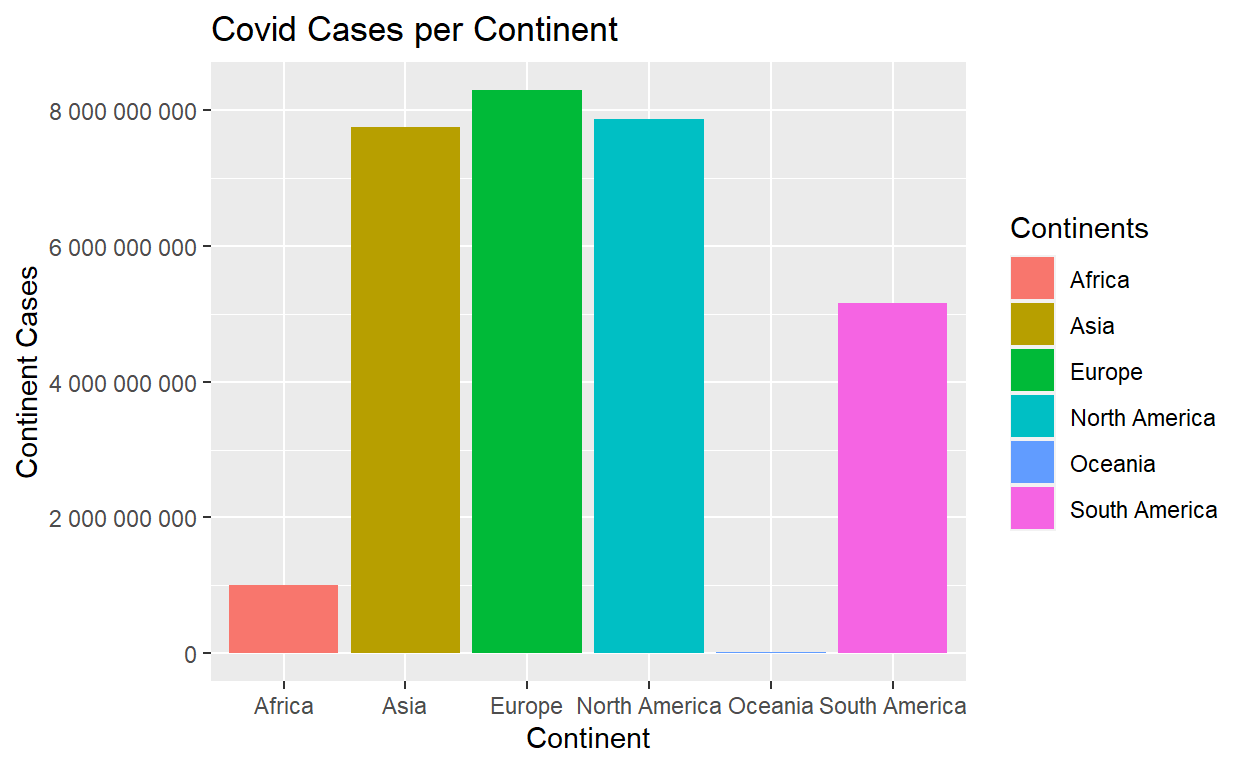 Covid Cases per Continent
Continent Cases
8 000 000 000
6 000 000 000
4 000 000 000
2 000 000 000
0
Africa Asia Europe North America Oceania South America
Continent
Continents
Africa
Asia
Europe
North America
Oceania
South America